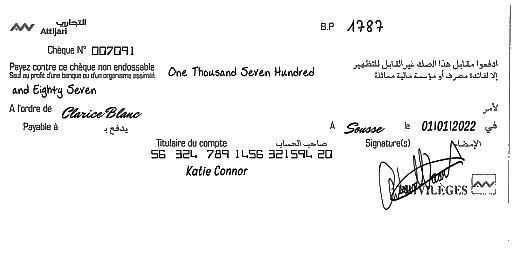 التجاري
Attijari
B.P 1787
Chèque N° 007091
Payez contre ce chèque non endossable
Sauf au profit d'une banque ou d'un organisme assimilé
One Thousand Seven Hundred
ادفعوا مقابل هذا الصك غير القابل للتظهير
إلا لفائدة مصرف أو مؤسسة مالية مماثلة
and Eighty Seven
A l'ordre de Clarice Blanc لأمر
Payable à يدفع بـ
A Sousse le 01/01/2022 في
Titulaire du compte صاحب الحساب
Signature(s) الإمضاء
56 324 789 1456 321594 20
Katie Connor
PRIVILÈGES